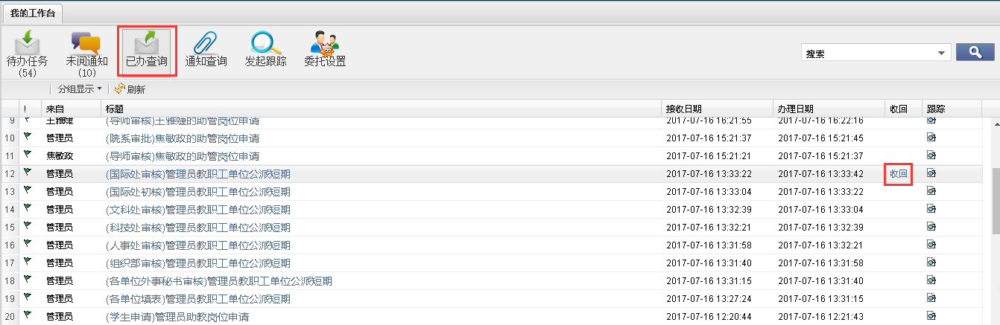 我的工作台
待办任务
(54)
未阅通知
(10)
已办查询
通知查询
发起跟踪
委托设置
搜索
分组显示
刷新
! 来自 标题 接收日期 办理日期 收回 跟踪
9 王雅婕 (导师审核)王雅婕的助管岗位申请 2017-07-16 16:21:55 2017-07-16 16:22:16
10 管理员 (院系审批)焦敏政的助管岗位申请 2017-07-16 15:21:37 2017-07-16 15:21:45
11 焦敏政 (导师审核)焦敏政的助管岗位申请 2017-07-16 15:21:21 2017-07-16 15:21:37
12 管理员 (国际处审核)管理员教职工单位公派短期 2017-07-16 13:33:22 2017-07-16 13:33:42 收回
13 管理员 (国际处初核)管理员教职工单位公派短期 2017-07-16 13:33:04 2017-07-16 13:33:22
14 管理员 (文科处审核)管理员教职工单位公派短期 2017-07-16 13:32:39 2017-07-16 13:33:04
15 管理员 (科技处审核)管理员教职工单位公派短期 2017-07-16 13:32:21 2017-07-16 13:32:39
16 管理员 (人事处审核)管理员教职工单位公派短期 2017-07-16 13:31:58 2017-07-16 13:32:21
17 管理员 (组织部审核)管理员教职工单位公派短期 2017-07-16 13:31:40 2017-07-16 13:31:58
18 管理员 (各单位外事秘书审核)管理员教职工单位公派短期 2017-07-16 13:31:15 2017-07-16 13:31:40
19 管理员 (各单位填表)管理员教职工单位公派短期 2017-07-16 13:27:24 2017-07-16 13:31:15
20 管理员 (学生申请)管理员助教岗位申请 2017-07-16 12:20:44 2017-07-16 12:21:43